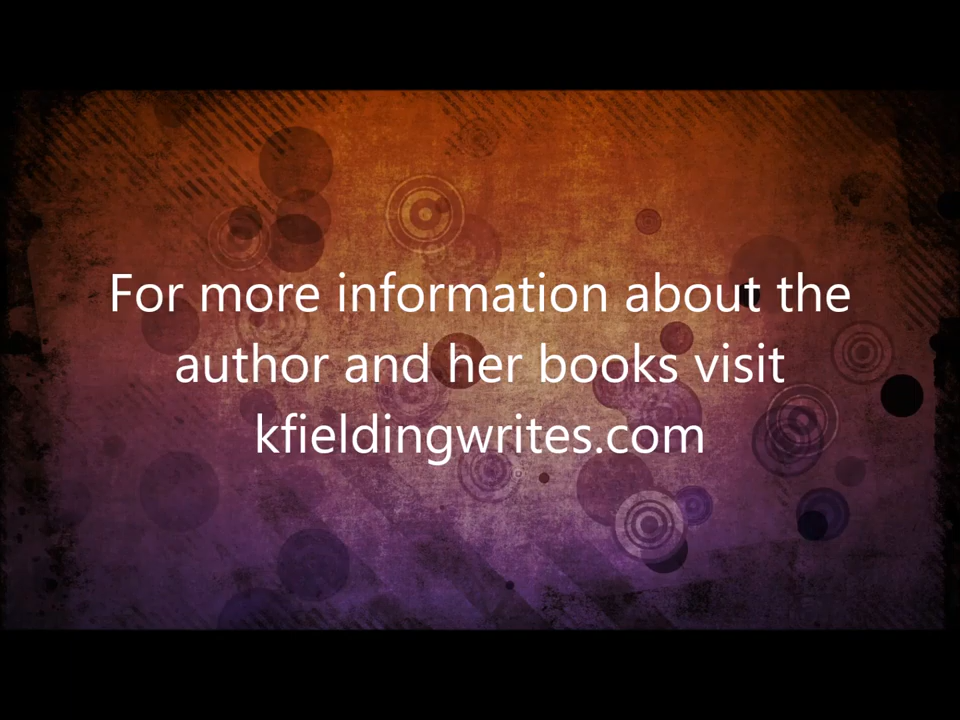 For more information about the
author and her books visit
kfieldingwrites.com